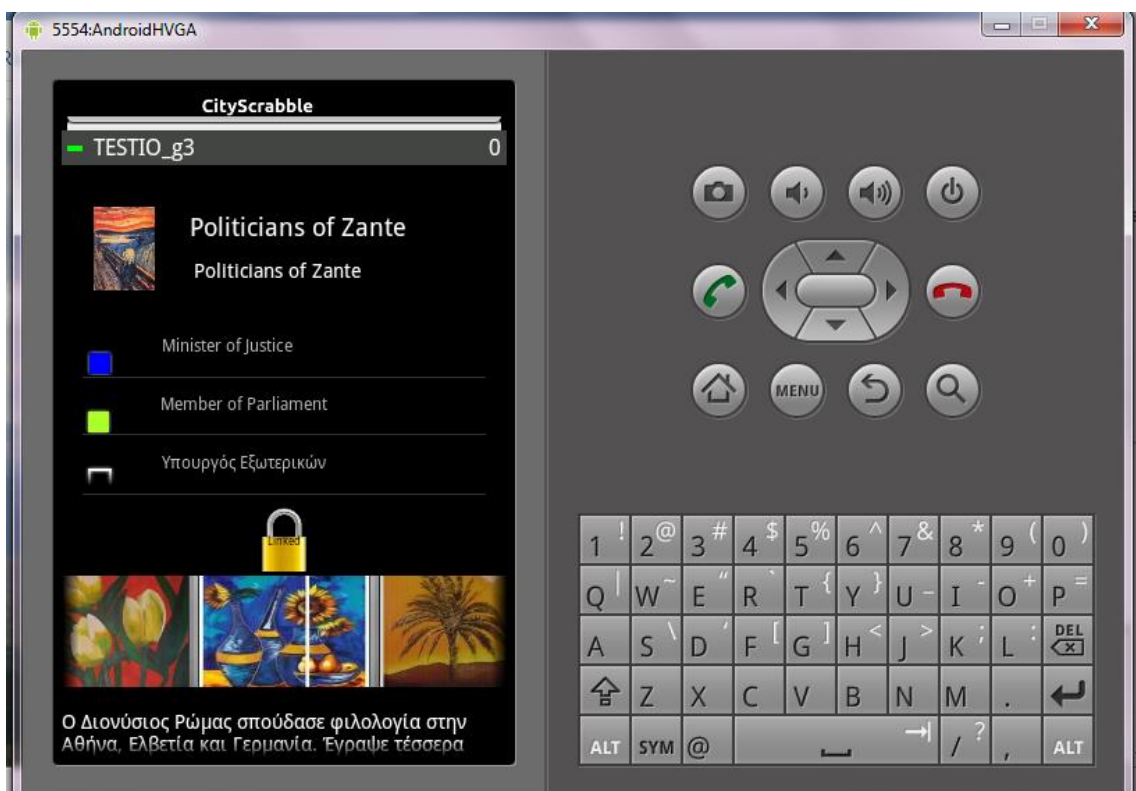 5554:AndroidHVGA
CityScrabble
TESTIO_g3 0
Politicians of Zante
Politicians of Zante
Minister of Justice
Member of Parliament
Υπουργός Εξωτερικών
Linked
Ο Διονύσιος Ρώμας σπούδασε φιλολογία στην
Αθήνα, Ελβετία και Γερμανία. Έγραψε τέσσερα
MENU
1 ! 2 @ 3 # 4 $ 5 % 6 ^ 7 & 8 * 9 ( 0 )
Q | W ~ E " R ` T { Y } U _ I - O + P =
A S \ D ' F [ G ] H < J > K ; L : DEL
Z X C V B N M .
ALT SYM @ / ? , ALT